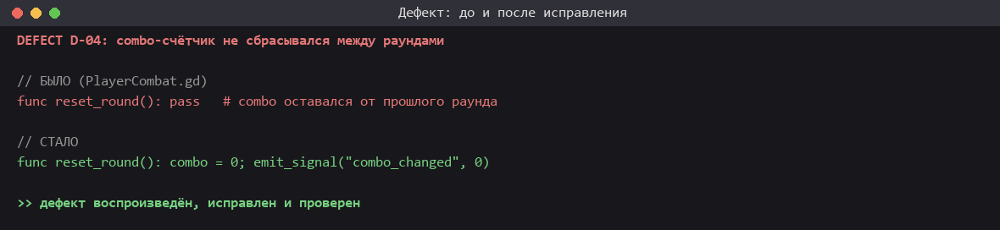 Дефект: до и после исправления
DEFECT D-04: combo-счётчик не сбрасывался между раундами
// БЫЛО (PlayerCombat.gd)
func reset_round(): pass   # combo оставался от прошлого раунда
// СТАЛО
func reset_round(): combo = 0; emit_signal("combo_changed", 0)
>> дефект воспроизведён, исправлен и проверен